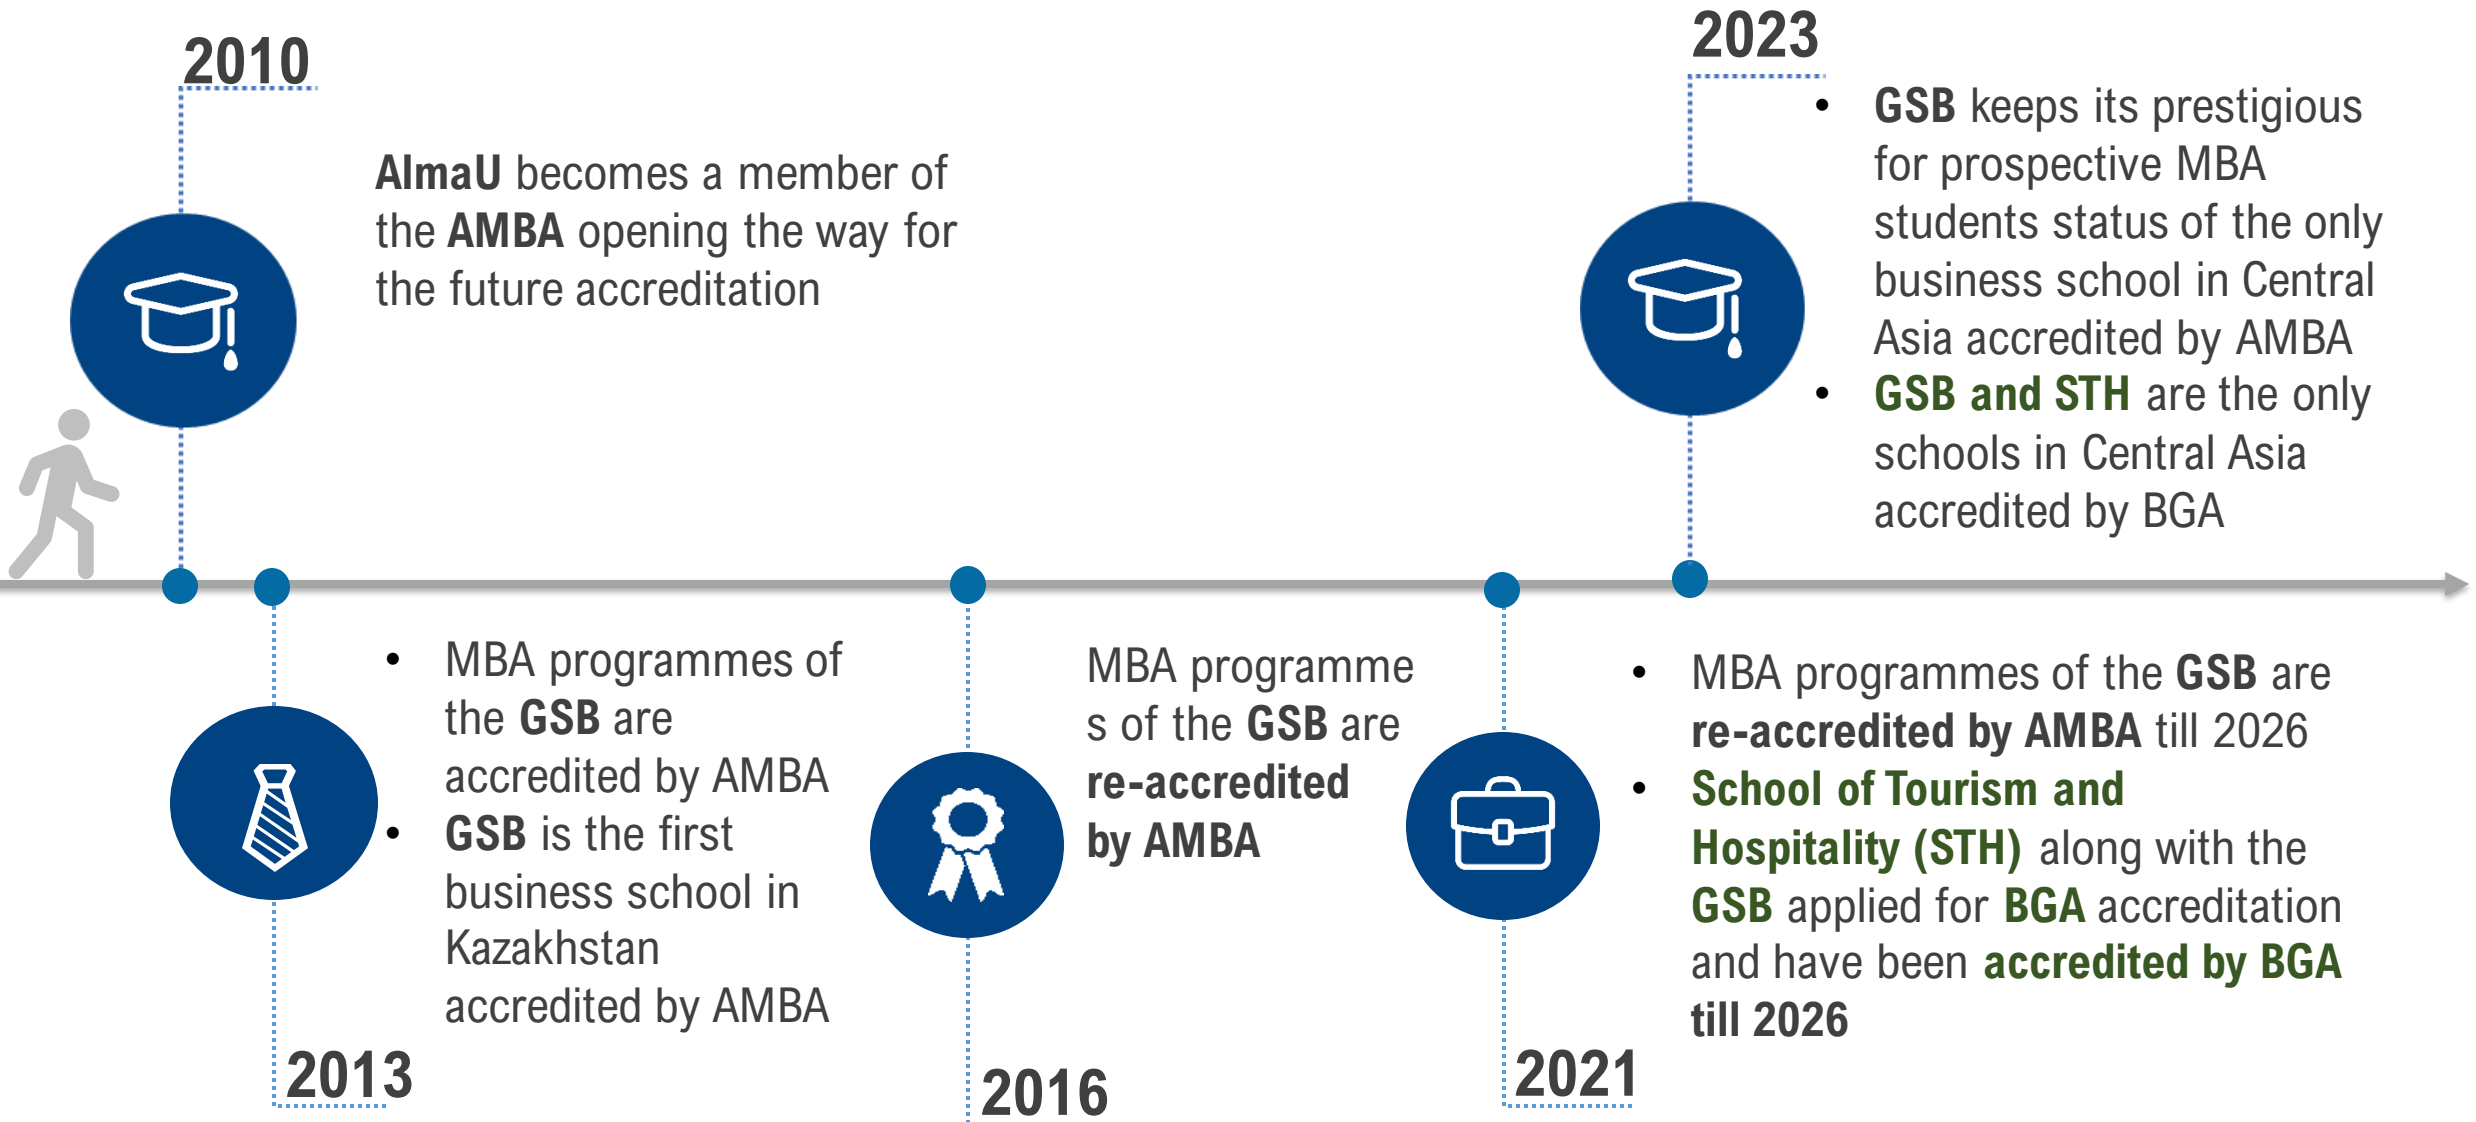 2010
AlmaU becomes a member of
the AMBA opening the way for
the future accreditation
2023
• GSB keeps its prestigious
for prospective MBA
students status of the only
business school in Central
Asia accredited by AMBA
• GSB and STH are the only
schools in Central Asia
accredited by BGA
• MBA programmes of
the GSB are
accredited by AMBA
• GSB is the first
business school in
Kazakhstan
accredited by AMBA
2013
MBA programme
s of the GSB are
re-accredited
by AMBA
2016
• MBA programmes of the GSB are
re-accredited by AMBA till 2026
• School of Tourism and
Hospitality (STH) along with the
GSB applied for BGA accreditation
and have been accredited by BGA
till 2026
2021